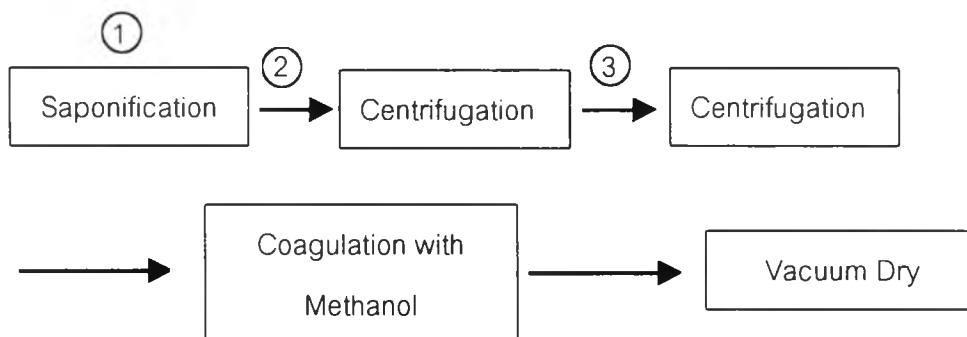 ①
② ③
Saponification Centrifugation Centrifugation
Coagulation with
Methanol
Vacuum Dry